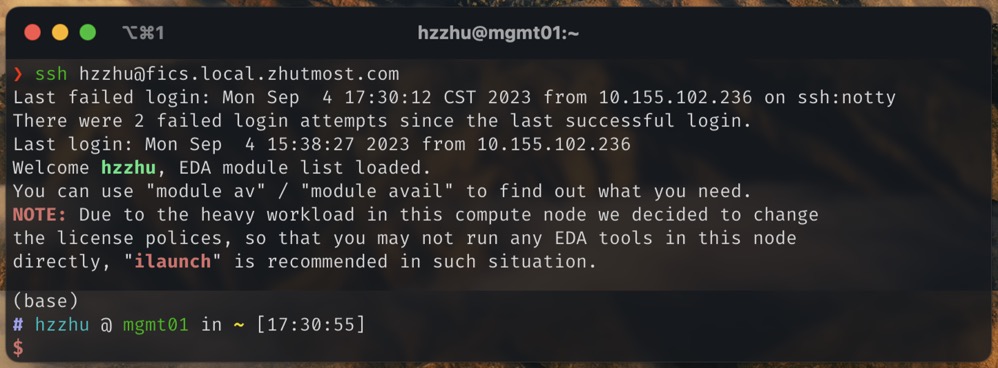 ⌥⌘1
hzzhu@mgmt01:~
❯ ssh hzzhu@fics.local.zhutmost.com
Last failed login: Mon Sep  4 17:30:12 CST 2023 from 10.155.102.236 on ssh:notty
There were 2 failed login attempts since the last successful login.
Last login: Mon Sep  4 15:38:27 2023 from 10.155.102.236
Welcome hzzhu, EDA module list loaded.
You can use "module av" / "module avail" to find out what you need.
NOTE: Due to the heavy workload in this compute node we decided to change
the license polices, so that you may not run any EDA tools in this node
directly, "ilaunch" is recommended in such situation.
(base)
# hzzhu @ mgmt01 in ~ [17:30:55]
$